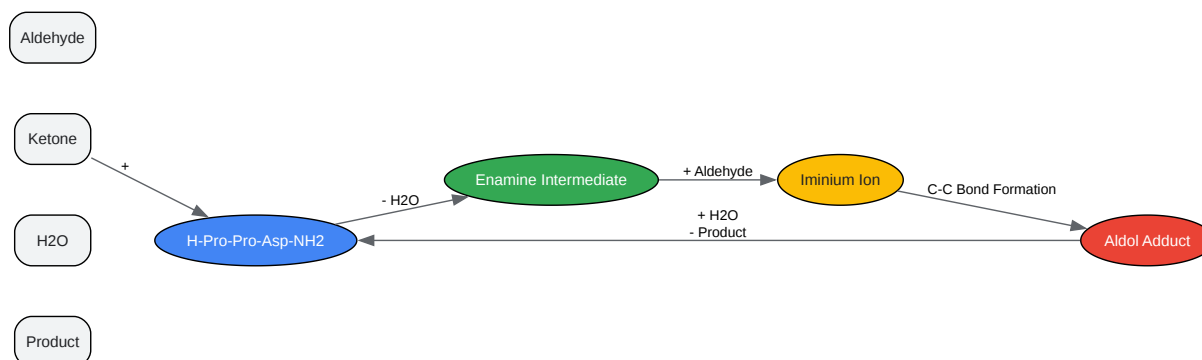 Aldehyde
Ketone
+
Enamine Intermediate
+ Aldehyde
Iminium Ion
- H2O
C-C Bond Formation
H2O
H-Pro-Pro-Asp-NH2
+ H2O
- Product
Aldol Adduct
Product